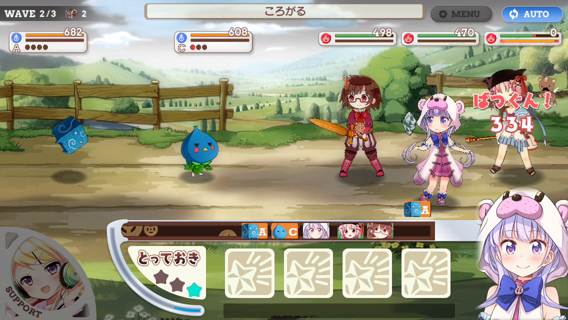 WAVE 2/3 2
ころがる
MENU
AUTO
682
A
608
C
498
470
0
ばつぐん!
334
A
A C
とっておき
SUPPORT